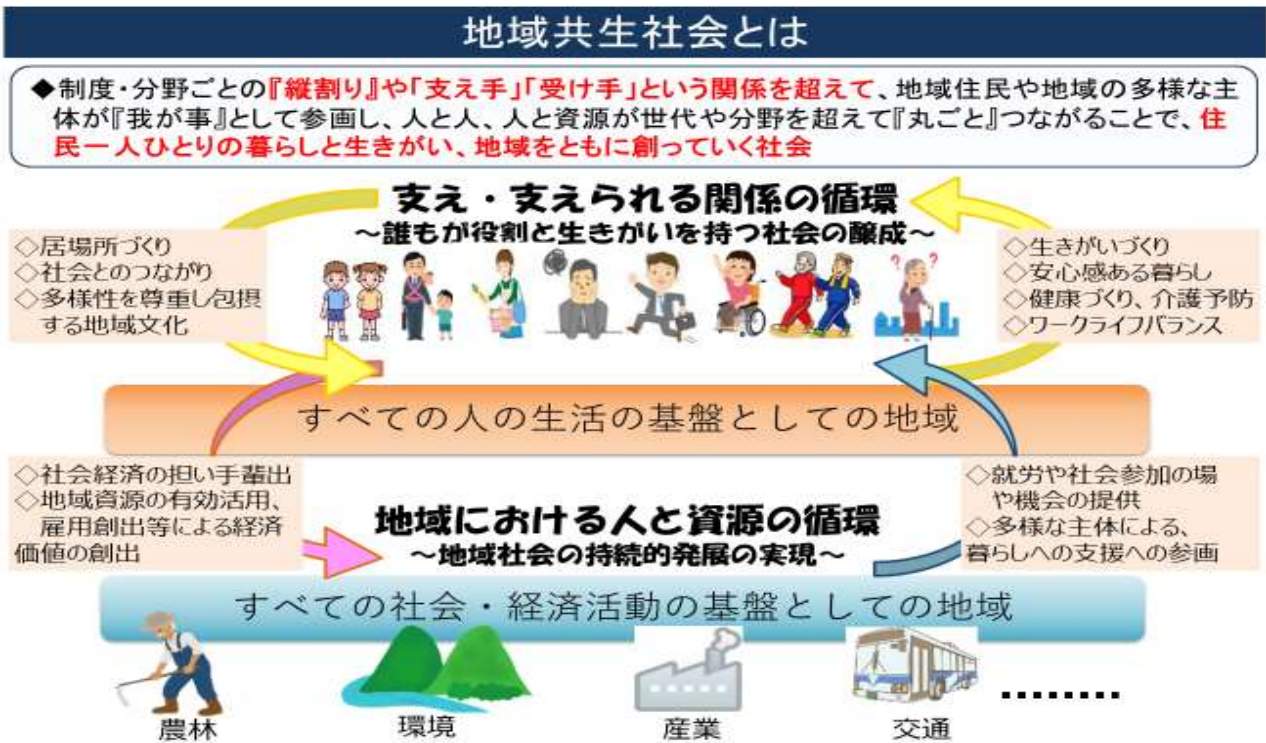 地域共生社会とは
◆制度・分野ごとの『縦割り』や「支え手」「受け手」という関係を超えて、地域住民や地域の多様な主
体が『我が事』として参画し、人と人、人と資源が世代や分野を超えて『丸ごと』つながることで、住
民一人ひとりの暮らしと生きがい、地域をともに創っていく社会
支え・支えられる関係の循環
～誰もが役割と生きがいを持つ社会の醸成～
◇居場所づくり
◇社会とのつながり
◇多様性を尊重し包摂
する地域文化
◇生きがいづくり
◇安心感ある暮らし
◇健康づくり、介護予防
◇ワークライフバランス
? ?
すべての人の生活の基盤としての地域
◇社会経済の担い手輩出
◇地域資源の有効活用、
雇用創出等による経済
価値の創出
地域における人と資源の循環
～地域社会の持続的発展の実現～
◇就労や社会参加の場
や機会の提供
◇多様な主体による、
暮らしへの支援への参画
すべての社会・経済活動の基盤としての地域
農林
環境
産業
交通
‥‥‥‥